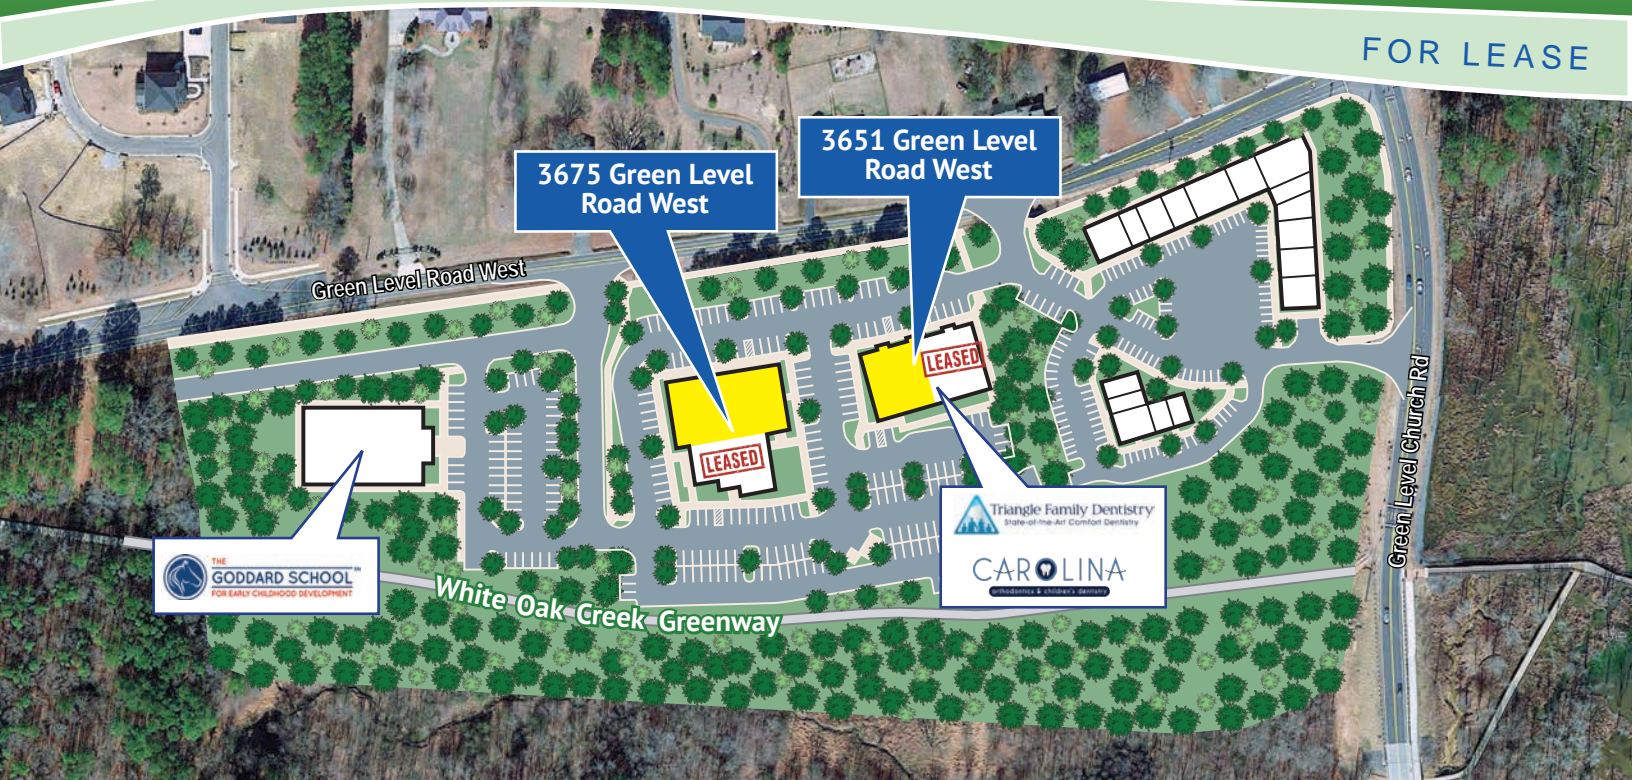 FOR LEASE
3651 Green Level
Road West
3675 Green Level
Road West
Green Level Road West
LEASED
LEASED
Green Level Church Rd
Triangle Family Dentistry
State-of-the-Art Comfort Dentistry
CAROLINA
orthodontics & children's dentistry
THE
GODDARD SCHOOL
FOR EARLY CHILDHOOD DEVELOPMENT
White Oak Creek Greenway